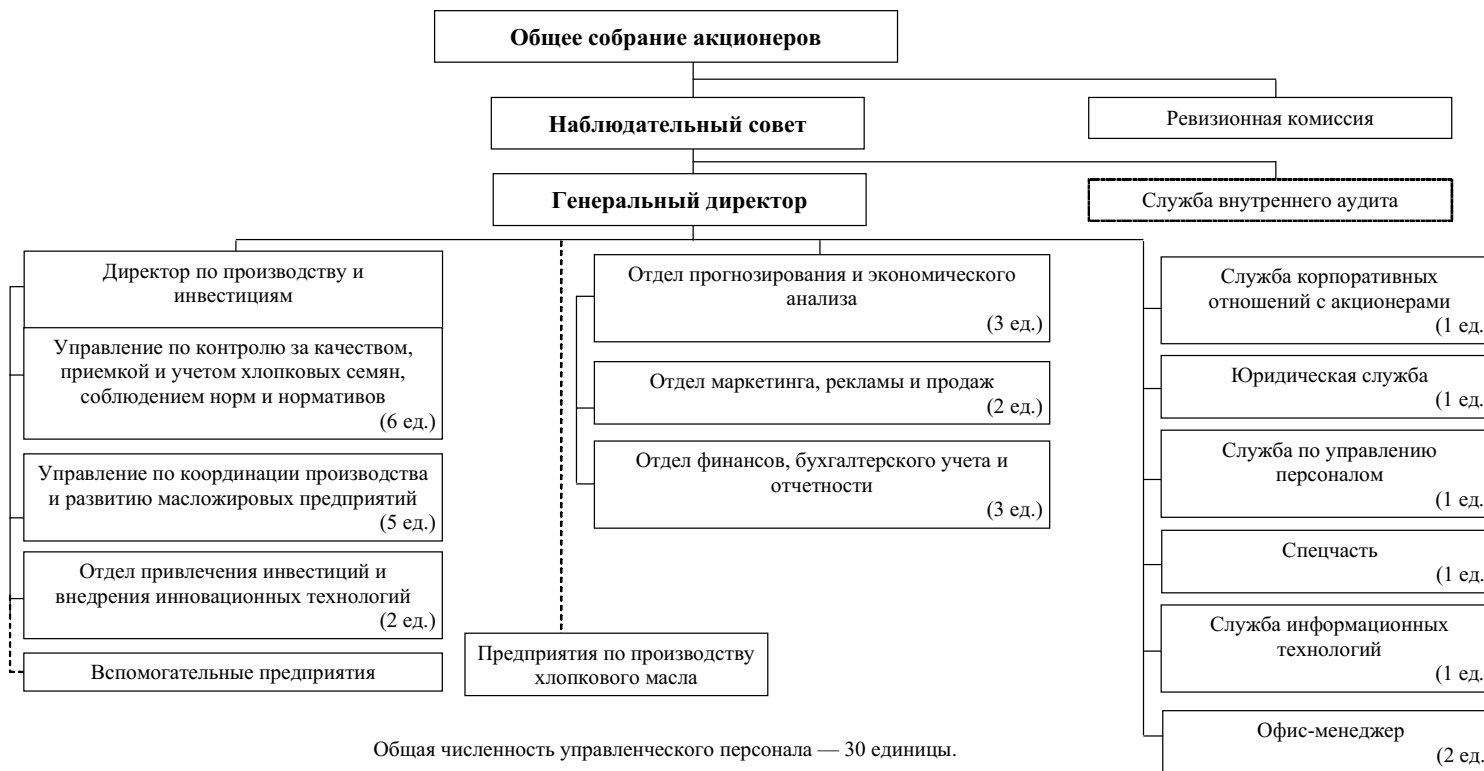 Общее собрание акционеров
Наблюдательный совет
Ревизионная комиссия
Генеральный директор
Служба внутреннего аудита
Директор по производству и
инвестициям
Управление по контролю за качеством,
приемкой и учетом хлопковых семян,
соблюдением норм и нормативов
(6 ед.)
Управление по координации производства
и развитию масложировых предприятий
(5 ед.)
Отдел привлечения инвестиций и
внедрения инновационных технологий
(2 ед.)
Вспомогательные предприятия
Предприятия по производству
хлопкового масла
Отдел прогнозирования и экономического
анализа
(3 ед.)
Отдел маркетинга, рекламы и продаж
(2 ед.)
Отдел финансов, бухгалтерского учета и
отчетности
(3 ед.)
Служба корпоративных
отношений с акционерами
(1 ед.
Юридическая служба
(1 ед.
Служба по управлению
персоналом
(1 ед.
Спецчасть
(1 ед.
Служба информационных
технологий
(1 ед.
Офис-менеджер
(2 ед.
Общая численность управленческого персонала — 30 единицы.